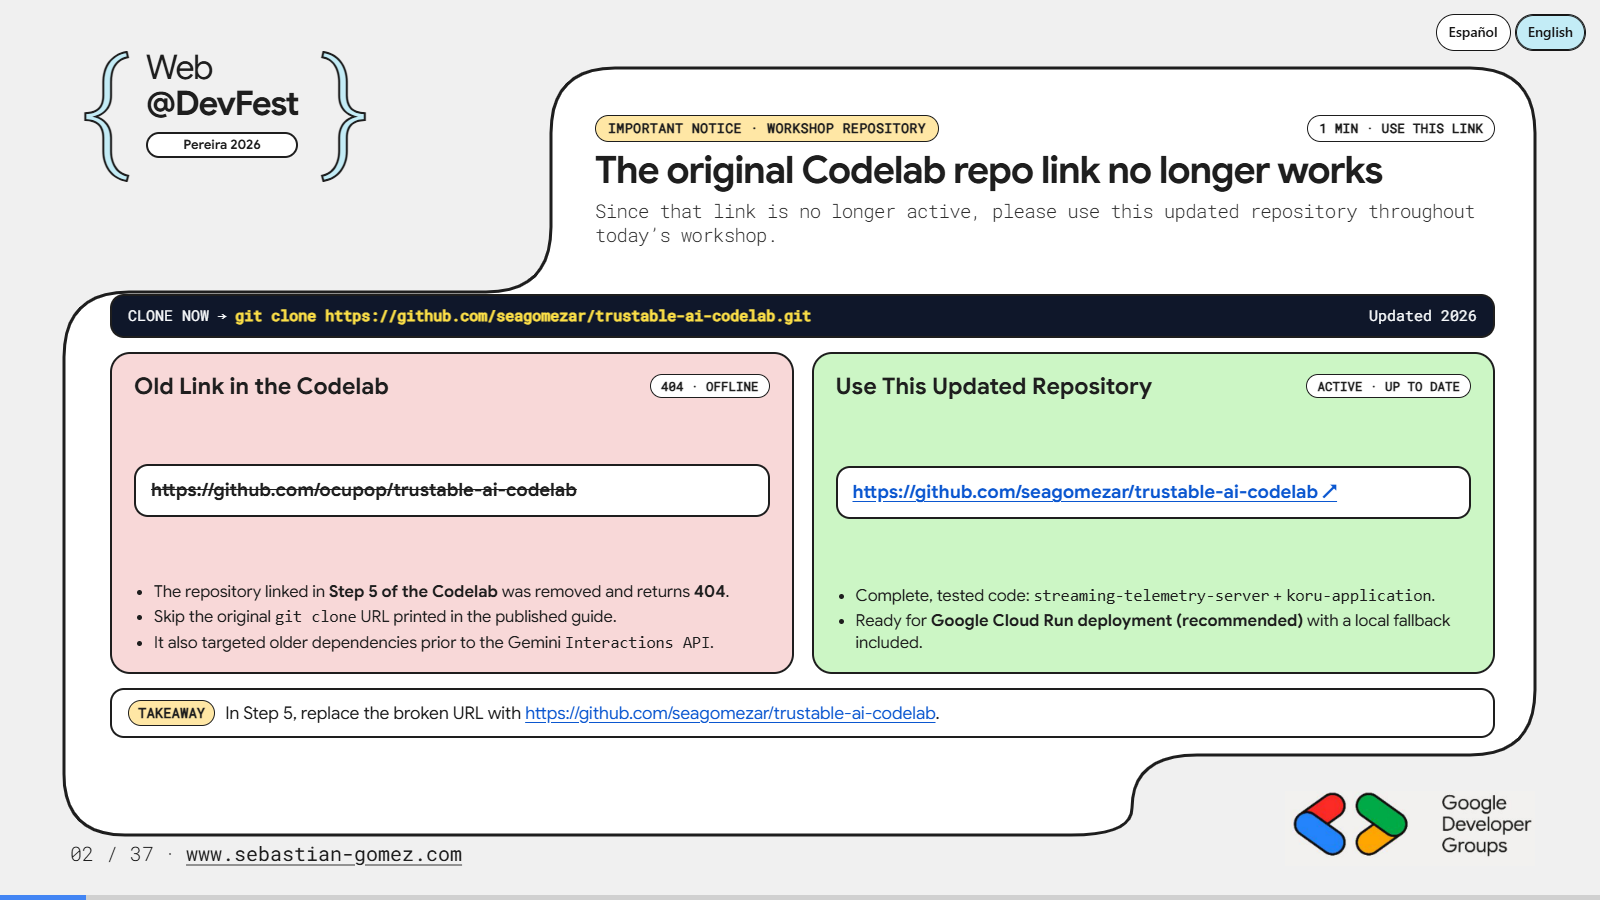 Español
English
Web
@DevFest
Pereira 2026
IMPORTANT NOTICE · WORKSHOP REPOSITORY
1 MIN · USE THIS LINK
The original Codelab repo link no longer works
Since that link is no longer active, please use this updated repository throughout
today's workshop.
CLONE NOW → git clone https://github.com/seagomezar/trustable-ai-codelab.git
Updated 2026
Old Link in the Codelab
404 · OFFLINE
https://github.com/ocupop/trustable-ai-codelab
• The repository linked in Step 5 of the Codelab was removed and returns 404.
• Skip the original git clone URL printed in the published guide.
• It also targeted older dependencies prior to the Gemini Interactions API.
Use This Updated Repository
ACTIVE · UP TO DATE
https://github.com/seagomezar/trustable-ai-codelab ↗
• Complete, tested code: streaming-telemetry-server + koru-application.
• Ready for Google Cloud Run deployment (recommended) with a local fallback
included.
TAKEAWAY In Step 5, replace the broken URL with https://github.com/seagomezar/trustable-ai-codelab.
02 / 37 · www.sebastian-gomez.com
Google
Developer
Groups